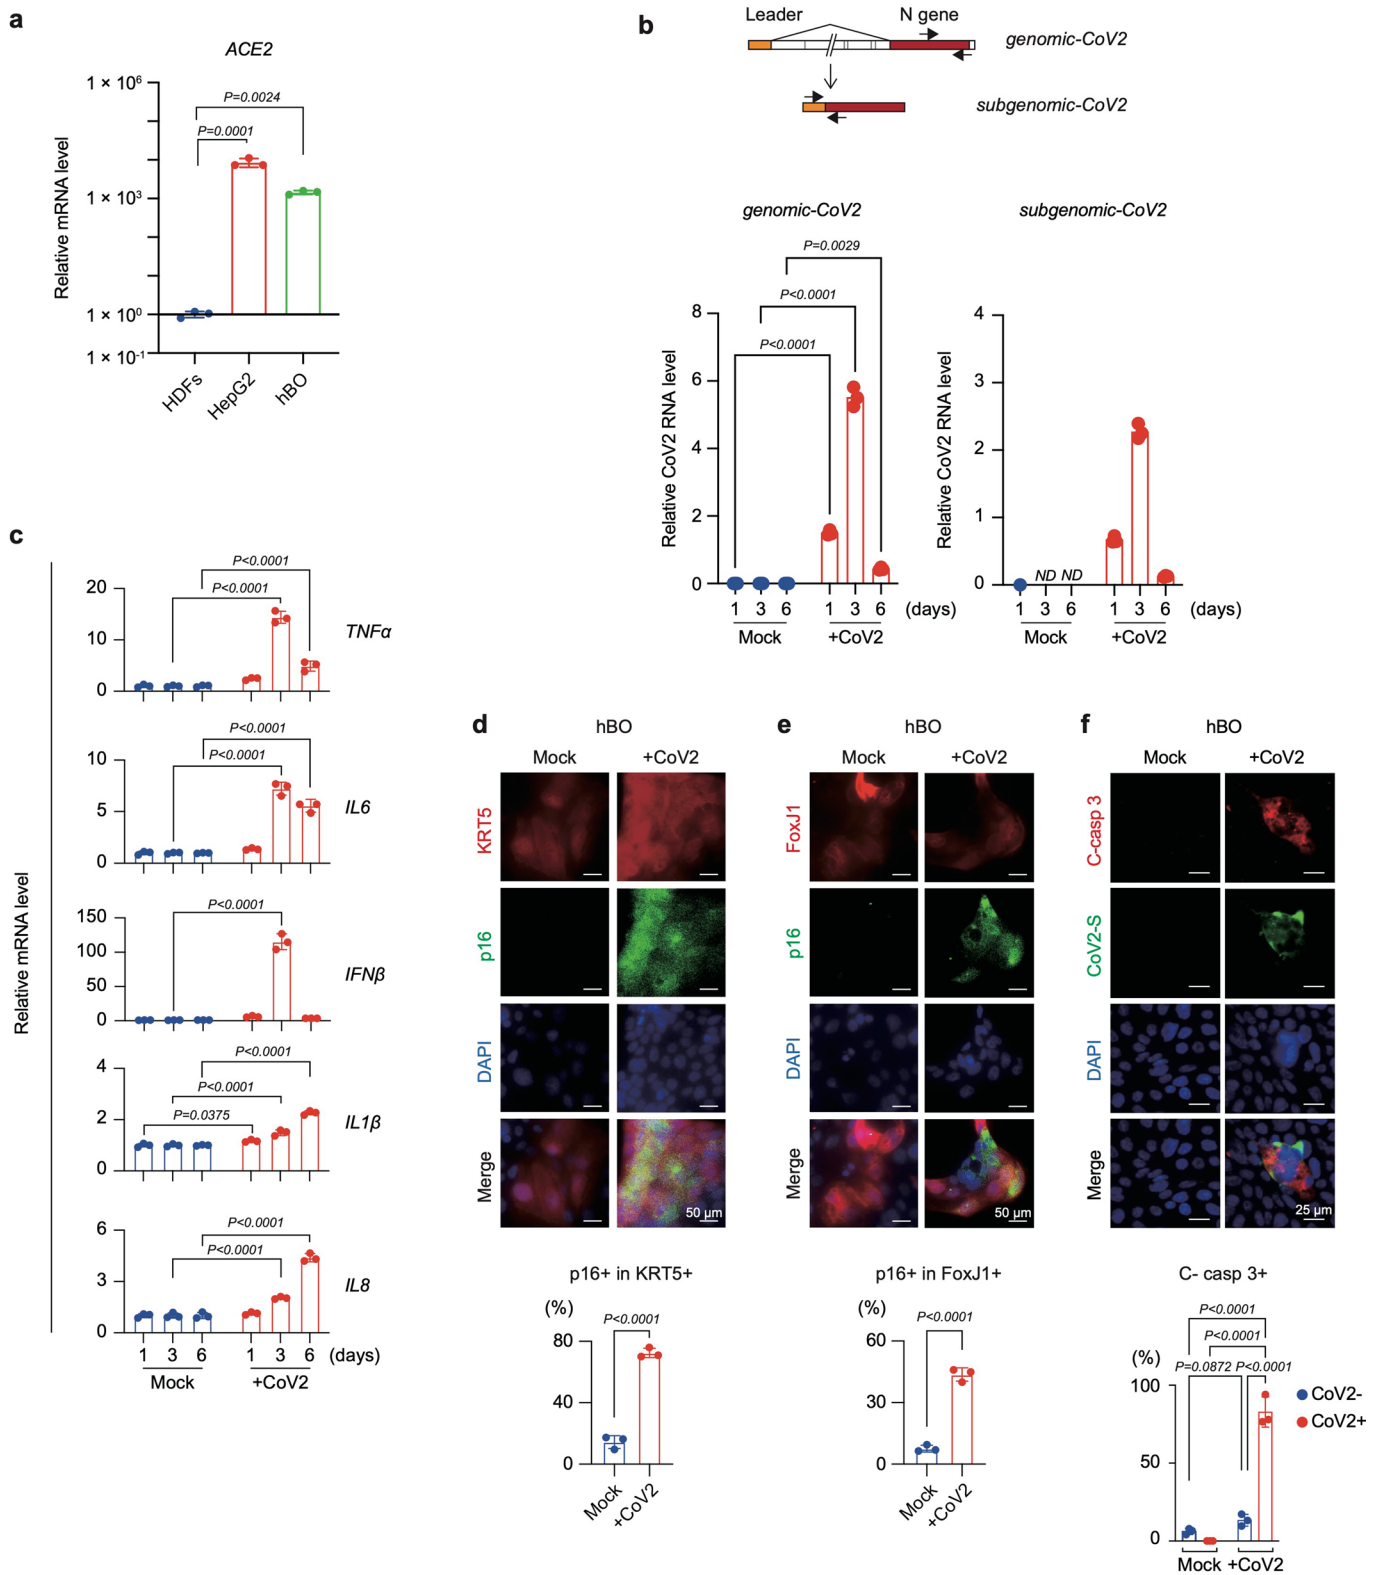 a
ACE2
1 × 10⁶
P=0.0024
P=0.0001
Relative mRNA level
1 × 10³
1 × 10⁰
1 × 10⁻¹
HDFs
HepG2
hBO
b
Leader
N gene
genomic-CoV2
subgenomic-CoV2
genomic-CoV2
P=0.0029
P<0.0001
P<0.0001
Relative CoV2 RNA level
8
6
4
2
0
1 3 6 1 3 6 (days)
Mock +CoV2
subgenomic-CoV2
Relative CoV2 RNA level
4
3
2
1
0
ND ND
1 3 6 1 3 6 (days)
Mock +CoV2
c
Relative mRNA level
P<0.0001
P<0.0001
20
10
0
TNFα
P<0.0001
P<0.0001
10
5
0
IL6
P<0.0001
150
100
50
0
IFNβ
P<0.0001
P<0.0001
P=0.0375
4
2
0
IL1β
P<0.0001
P<0.0001
6
3
0
IL8
1 3 6 1 3 6 (days)
Mock +CoV2
d
hBO
Mock +CoV2
KRT5
p16
DAPI
Merge
50 µm
p16+ in KRT5+
(%)
P<0.0001
80
40
0
Mock
+CoV2
e
hBO
Mock +CoV2
FoxJ1
p16
DAPI
Merge
50 µm
p16+ in FoxJ1+
(%)
P<0.0001
60
30
0
Mock
+CoV2
f
hBO
Mock +CoV2
C-casp 3
CoV2-S
DAPI
Merge
25 µm
C- casp 3+
P<0.0001
P<0.0001
(%)
P=0.0872 P<0.0001
100
50
0
CoV2-
CoV2+
Mock +CoV2